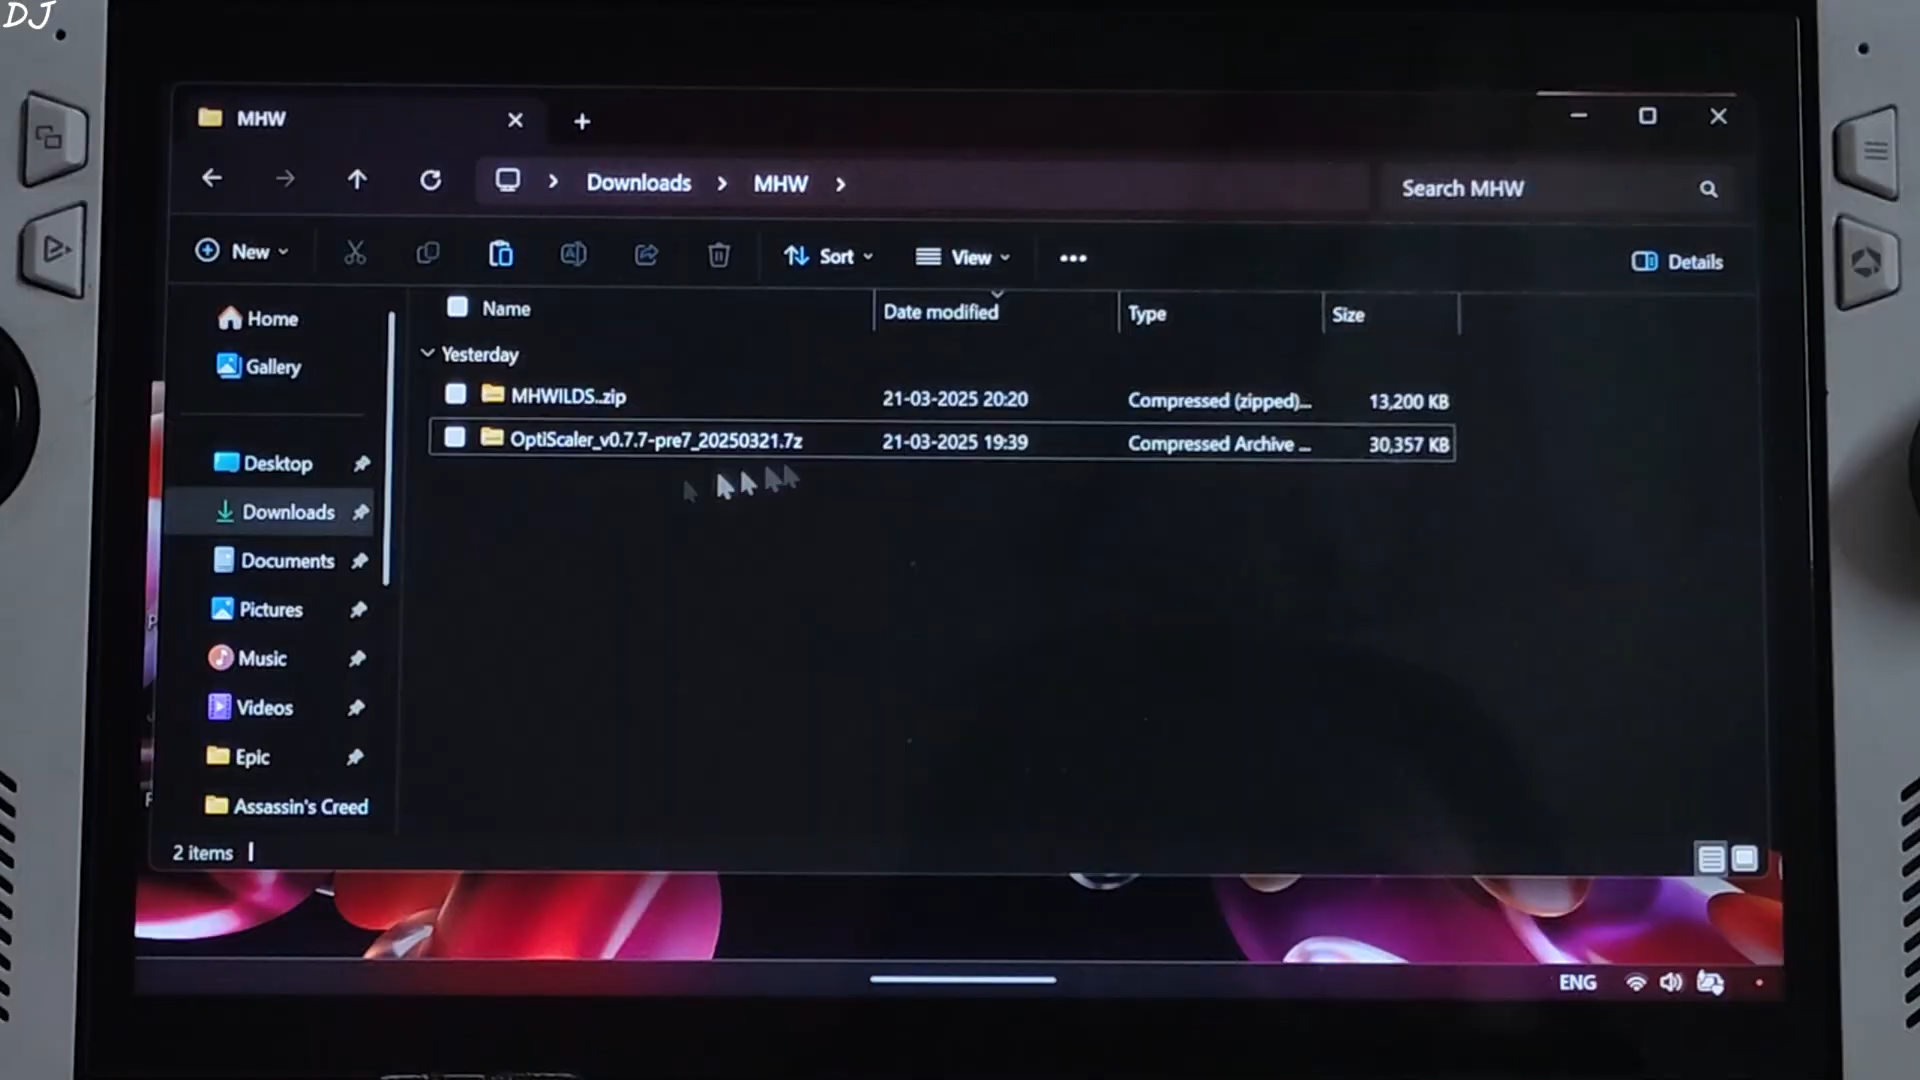 DJ
MHW
Downloads MHW
Search MHW
New
Sort
View
Details
Name Date modified Type Size
Yesterday
MHWILDS..zip 21-03-2025 20:20 Compressed (zipped)... 13,200 KB
OptiScaler_v0.7.7-pre7_20250321.7z 21-03-2025 19:39 Compressed Archive ... 30,357 KB
Home
Gallery
Desktop
Downloads
Documents
Pictures
Music
Videos
Epic
Assassin's Creed
2 items
ENG